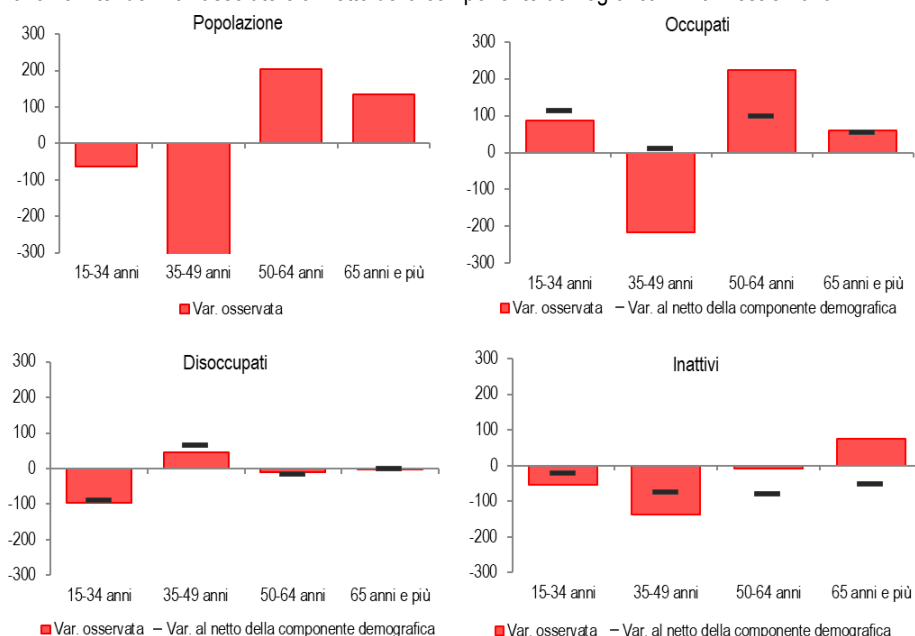 Popolazione
300
200
100
0
-100
-200
-300
15-34 anni 35-49 anni 50-64 anni 65 anni e più
Var. osservata
Occupati
300
200
100
0
-100
-200
-300
15-34 anni 35-49 anni 50-64 anni 65 anni e più
Var. osservata Var. al netto della componente demografica
Disoccupati
300
200
100
0
-100
-200
-300
15-34 anni 35-49 anni 50-64 anni 65 anni e più
Var. osservata Var. al netto della componente demografica
Inattivi
300
200
100
0
-100
-200
-300
15-34 anni 35-49 anni 50-64 anni 65 anni e più
Var. osservata Var. al netto della componente demografica